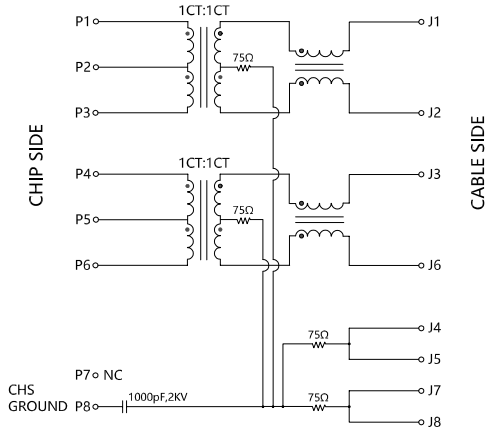 1CT:1CT
P1
J1
75Ω
P2
P3
J2
CHIP SIDE
CABLE SIDE
1CT:1CT
P4
J3
75Ω
P5
P6
J6
75Ω
J4
J5
P7 NC
75Ω
J7
CHS
GROUND P8
1000pF,2KV
J8